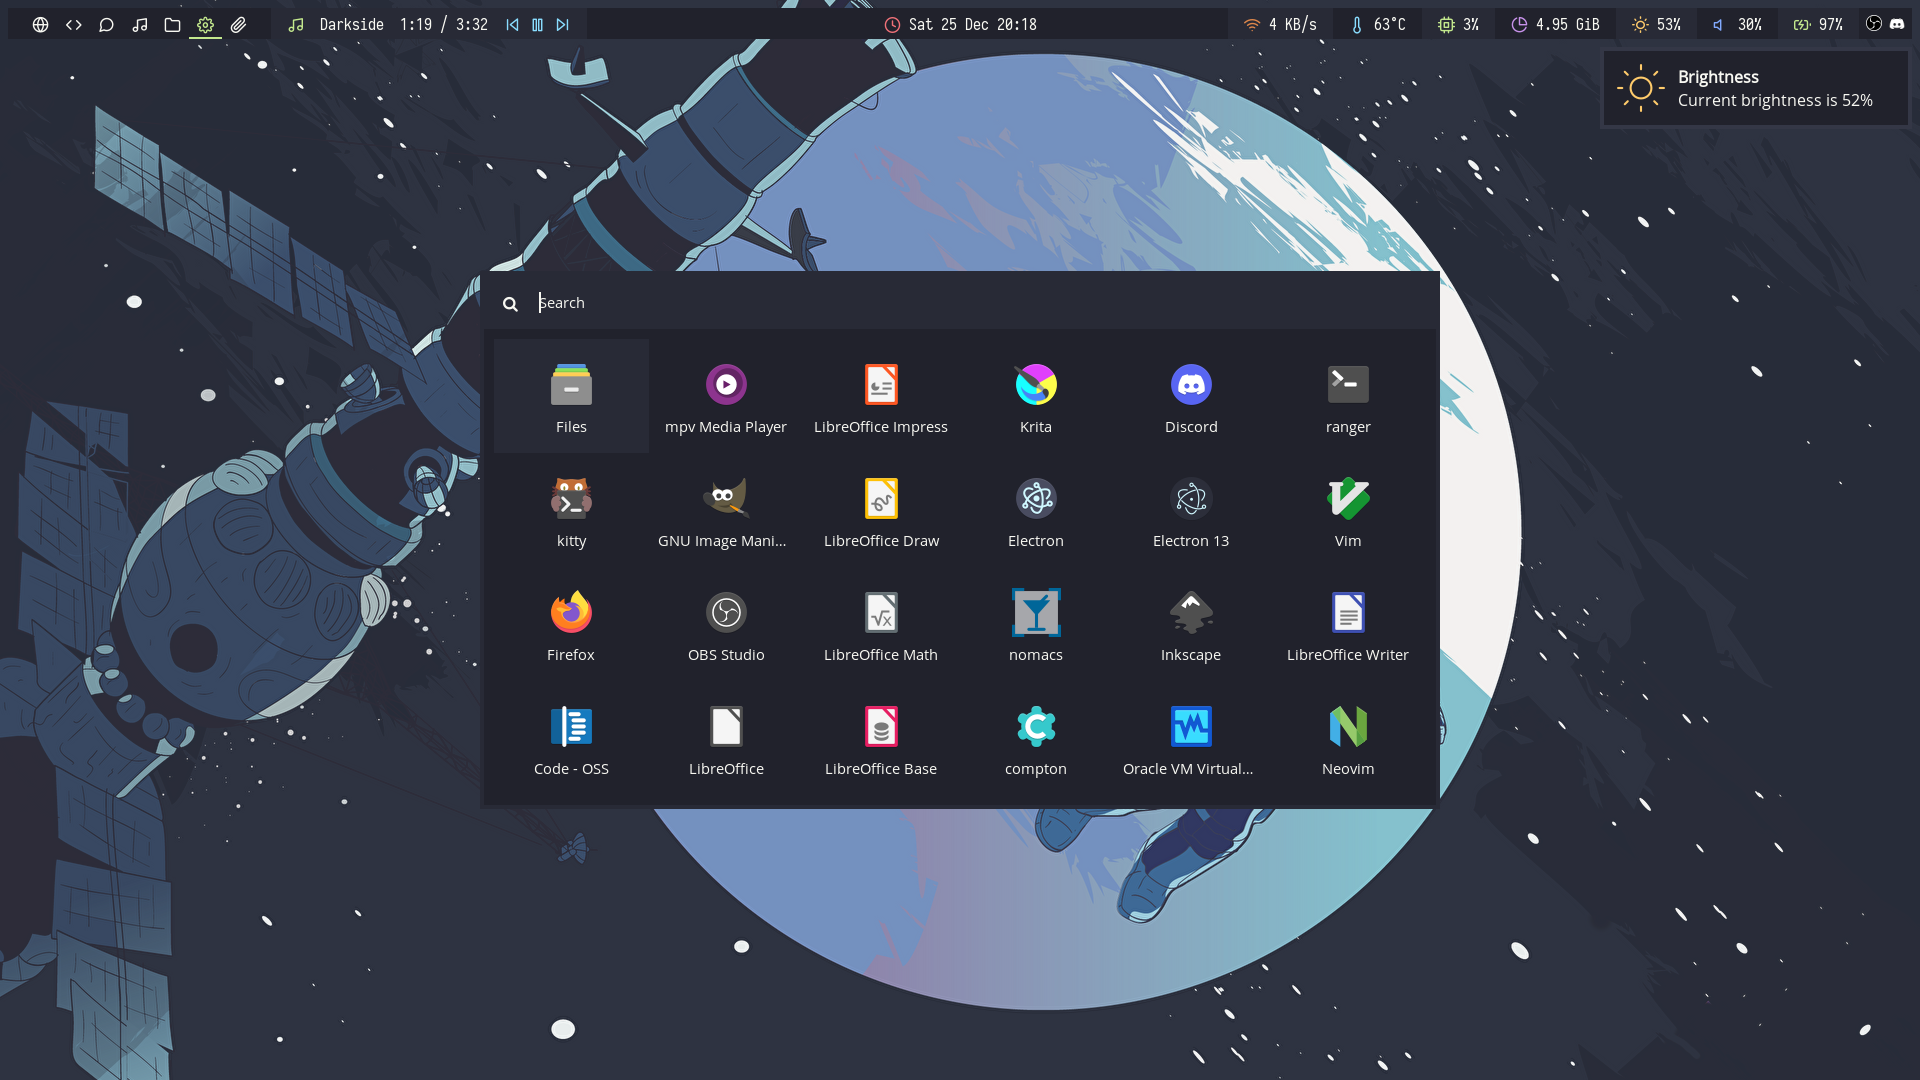 Darkside 1:19 / 3:32
Sat 25 Dec 20:18
4 KB/s
63°C
3%
4.95 GiB
53%
30%
97%
Brightness
Current brightness is 52%
Search
Files
mpv Media Player
LibreOffice Impress
Krita
Discord
ranger
kitty
GNU Image Mani...
LibreOffice Draw
Electron
Electron 13
Vim
Firefox
OBS Studio
LibreOffice Math
nomacs
Inkscape
LibreOffice Writer
Code - OSS
LibreOffice
LibreOffice Base
compton
Oracle VM Virtual...
Neovim